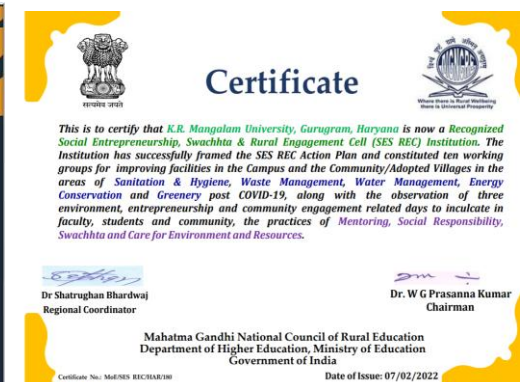 सत्यमेव जयते
Certificate
Where there is Rural Wellbeing
there is Universal Prosperity
This is to certify that K.R. Mangalam University, Gurugram, Haryana is now a Recognized
Social Entrepreneurship, Swachhta & Rural Engagement Cell (SES REC) Institution. The
Institution has successfully framed the SES REC Action Plan and constituted ten working
groups for improving facilities in the Campus and the Community/Adopted Villages in the
areas of Sanitation & Hygiene, Waste Management, Water Management, Energy
Conservation and Greenery post COVID-19, along with the observation of three
environment, entrepreneurship and community engagement related days to inculcate in
faculty, students and community, the practices of Mentoring, Social Responsibility,
Swachhta and Care for Environment and Resources.
Dr Shatrughan Bhardwaj
Regional Coordinator
Dr. W G Prasanna Kumar
Chairman
Mahatma Gandhi National Council of Rural Education
Department of Higher Education, Ministry of Education
Government of India
Certificate No.: MoE/SES REC/HAR/180
Date of Issue: 07/02/2022